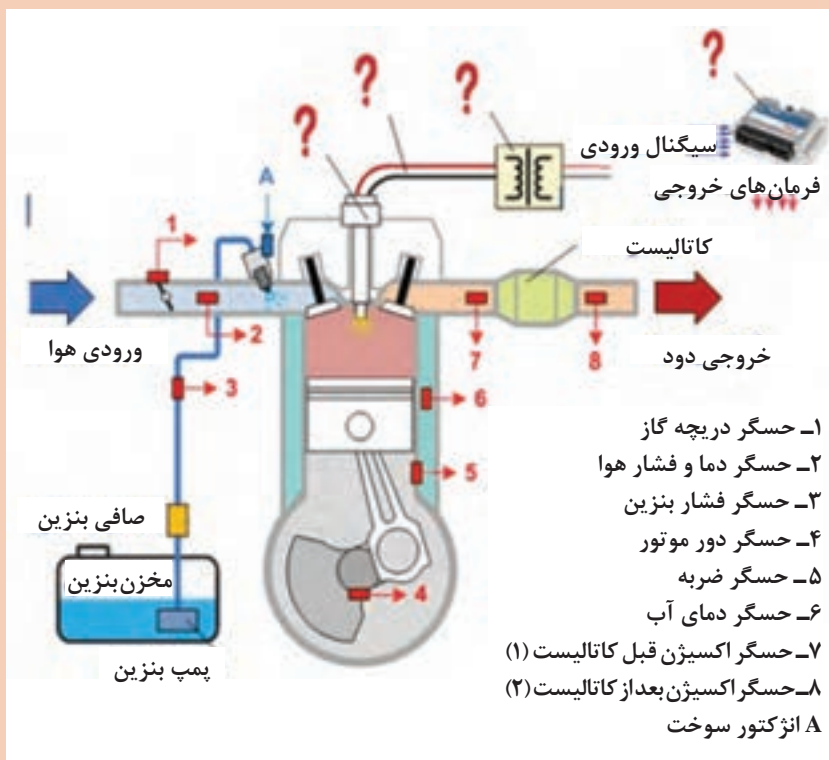 ?
?
?
?
A
سیگنال ورودی
فرمان‌های خروجی
کاتالیست
1
2
ورودی هوا
7
8
خروجی دود
3
6
5
4
صافی بنزین
مخزن بنزین
پمپ بنزین
۱ـ حسگر دریچه گاز
۲ـ حسگر دما و فشار هوا
۳ـ حسگر فشار بنزین
۴ـ حسگر دور موتور
۵ـ حسگر ضربه
۶ـ حسگر دمای آب
۷ـ حسگر اکسیژن قبل کاتالیست (۱)
۸ـ حسگر اکسیژن بعداز کاتالیست (۲)
A انژکتور سوخت